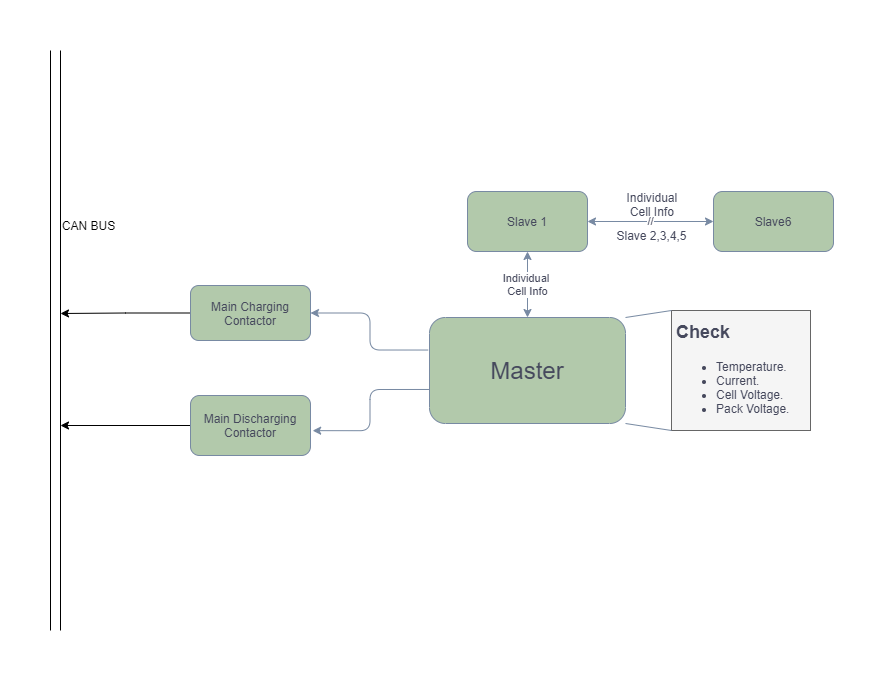 CAN BUS
Individual
Cell Info
//
Slave 2,3,4,5
Slave 1
Slave6
Individual
Cell Info
Main Charging
Contactor
Main Discharging
Contactor
Master
Check
Temperature.
Current.
Cell Voltage.
Pack Voltage.